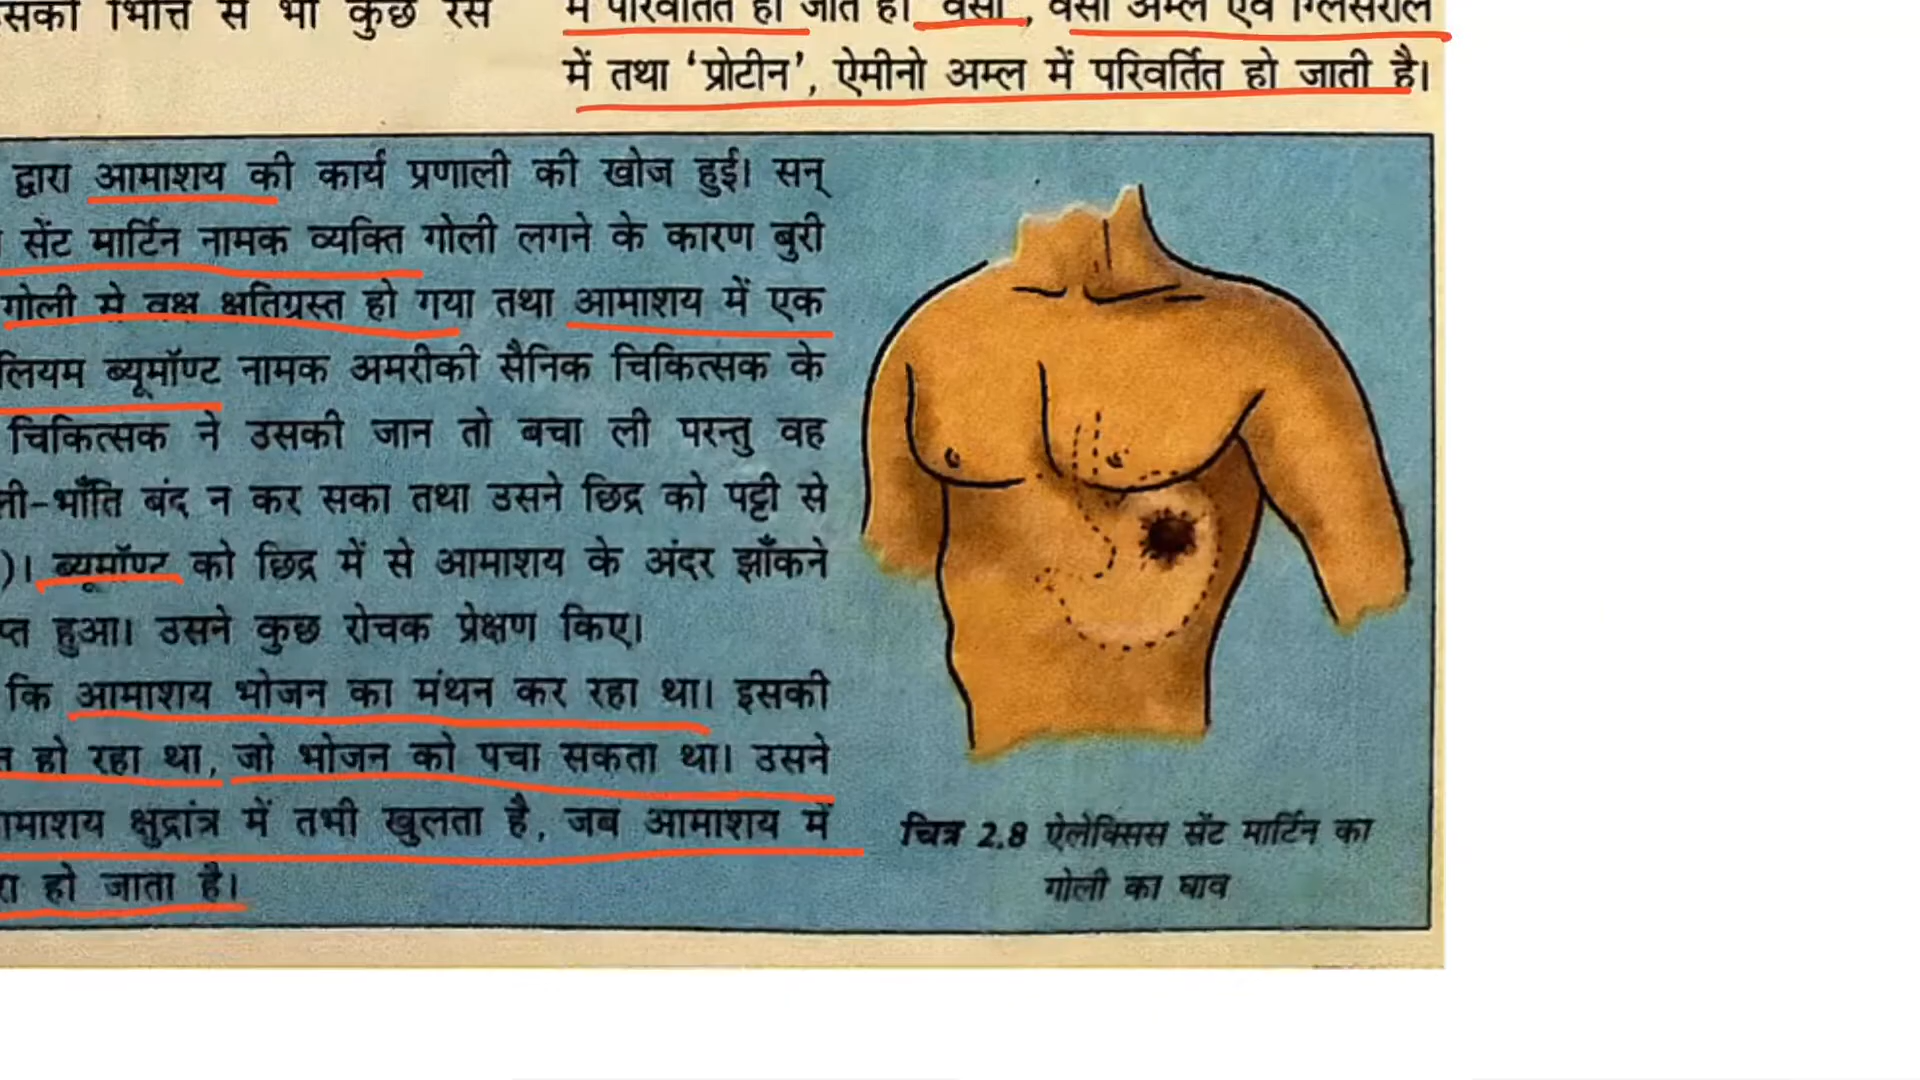 भित्ति से भी कुछ रस
में परिवर्तित हो जाते हैं। 'वसा', वसा अम्ल एवं ग्लिसरॉल
में तथा 'प्रोटीन', ऐमीनो अम्ल में परिवर्तित हो जाती है।
द्वारा आमाशय की कार्य प्रणाली की खोज हुई। सन्
सेंट मार्टिन नामक व्यक्ति गोली लगने के कारण बुरी
गोली से वक्ष क्षतिग्रस्त हो गया तथा आमाशय में एक
लियम ब्यूमॉण्ट नामक अमरीकी सैनिक चिकित्सक के
चिकित्सक ने उसकी जान तो बचा ली परन्तु वह
ली-भाँति बंद न कर सका तथा उसने छिद्र को पट्टी से
)। ब्यूमॉण्ट को छिद्र में से आमाशय के अंदर झाँकने
प्त हुआ। उसने कुछ रोचक प्रेक्षण किए।
कि आमाशय भोजन का मंथन कर रहा था। इसकी
हो रहा था, जो भोजन को पचा सकता था। उसने
ामाशय क्षुद्रांत्र में तभी खुलता है, जब आमाशय में
रा हो जाता है।
चित्र 2.8 ऐलेक्सिस सेंट मार्टिन का
गोली का घाव